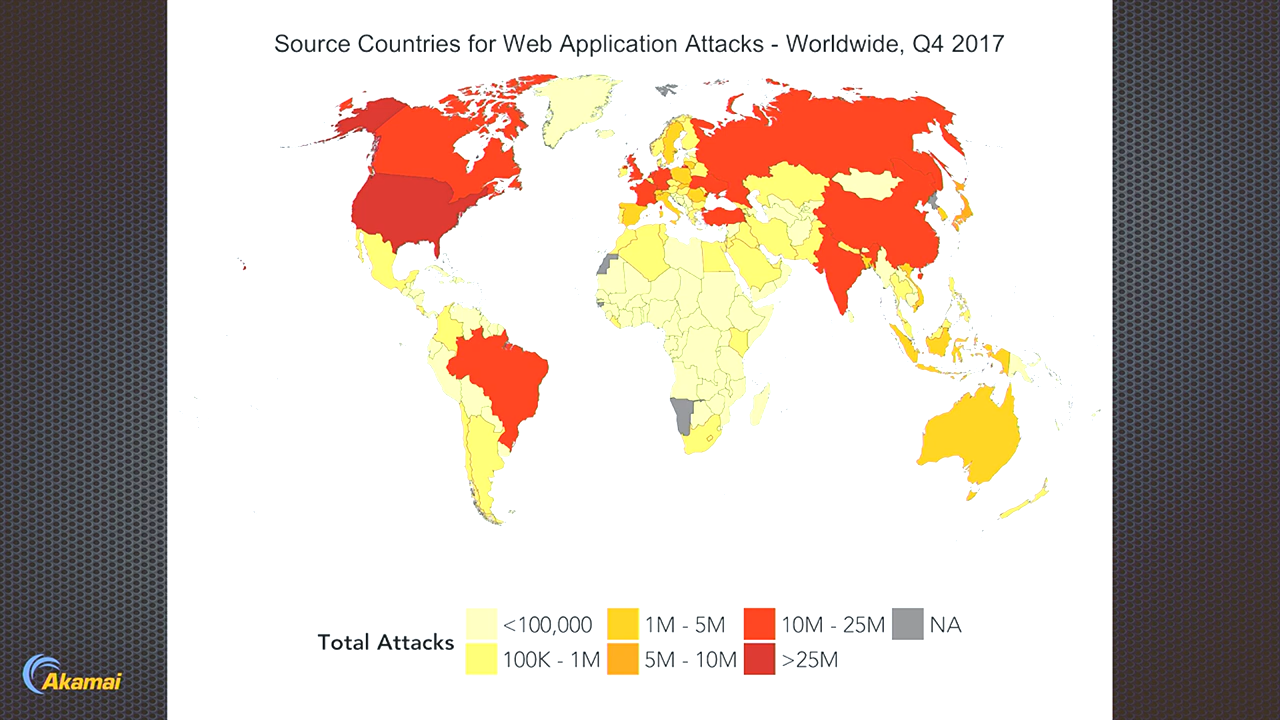 Source Countries for Web Application Attacks - Worldwide, Q4 2017
Total Attacks
<100,000
1M - 5M
10M - 25M
NA
100K - 1M
5M - 10M
>25M
Akamai